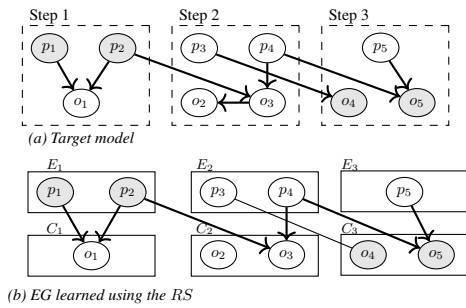 Step 1 Step 2 Step 3
p₁ p₂ p₃ p₄ p₅
o₁ o₂ o₃ o₄ o₅
(a) Target model
E₁ E₂ E₃
p₁ p₂ p₃ p₄ p₅
C₁ C₂ C₃
o₁ o₂ o₃ o₄ o₅
(b) EG learned using the RS